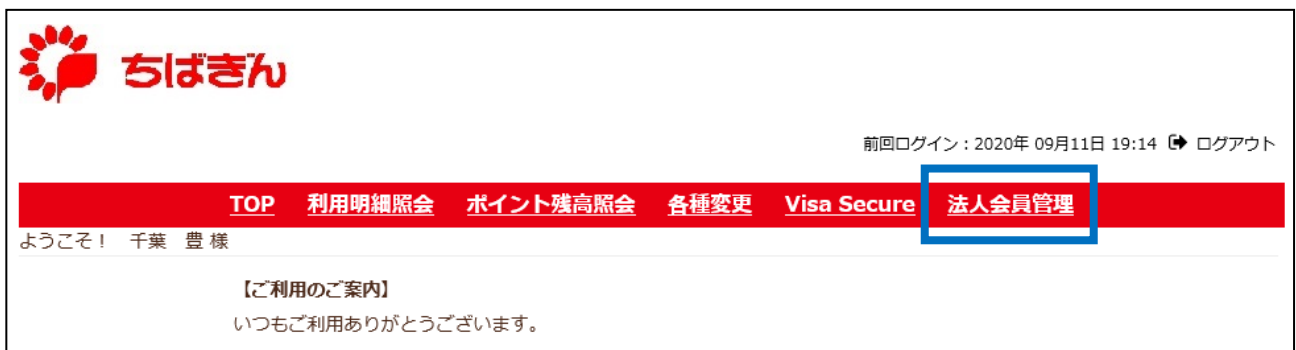 ちばぎん
前回ログイン：2020年 09月11日 19:14 ログアウト
TOP 利用明細照会 ポイント残高照会 各種変更 Visa Secure 法人会員管理
ようこそ！ 千葉 豊 様
【ご利用のご案内】
いつもご利用ありがとうございます。